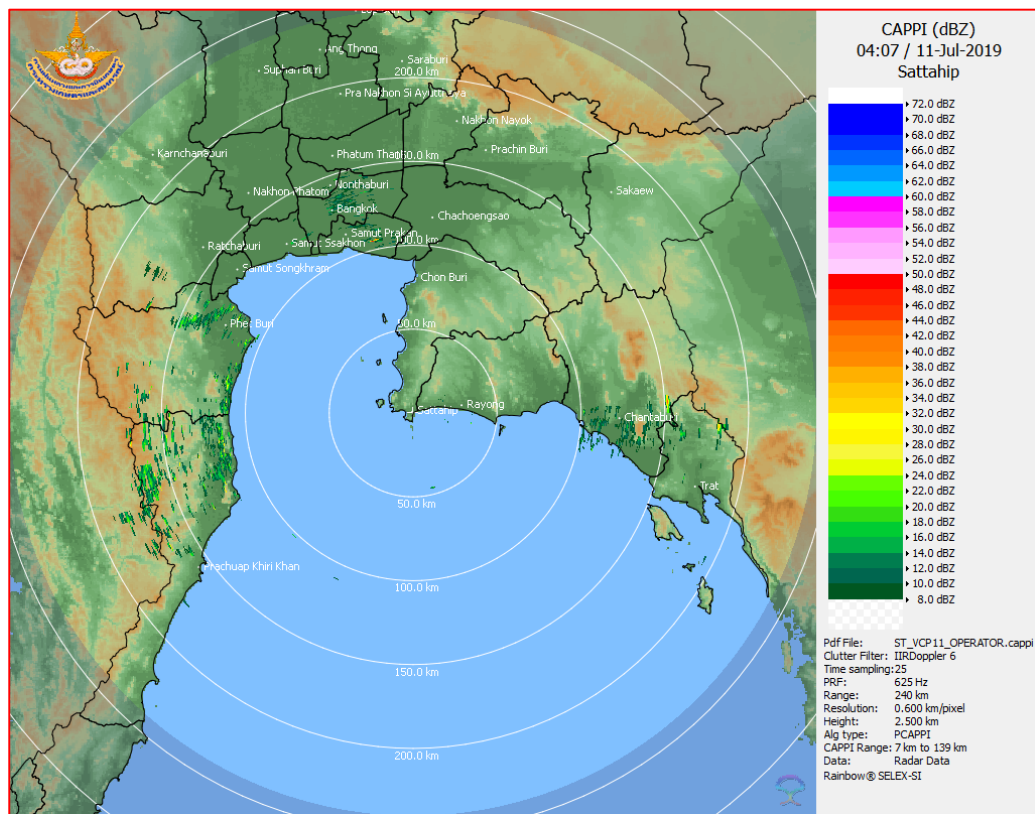 CAPPI (dBZ)
04:07 / 11-Jul-2019
Sattahip
72.0 dBZ
70.0 dBZ
68.0 dBZ
66.0 dBZ
64.0 dBZ
62.0 dBZ
60.0 dBZ
58.0 dBZ
56.0 dBZ
54.0 dBZ
52.0 dBZ
50.0 dBZ
48.0 dBZ
46.0 dBZ
44.0 dBZ
42.0 dBZ
40.0 dBZ
38.0 dBZ
36.0 dBZ
34.0 dBZ
32.0 dBZ
30.0 dBZ
28.0 dBZ
26.0 dBZ
24.0 dBZ
22.0 dBZ
20.0 dBZ
18.0 dBZ
16.0 dBZ
14.0 dBZ
12.0 dBZ
10.0 dBZ
8.0 dBZ
Pdf File: ST_VCP11_OPERATOR.cappi
Clutter Filter: IIRDoppler 6
Time sampling:25
PRF: 625 Hz
Range: 240 km
Resolution: 0.600 km/pixel
Height: 2.500 km
Alg type: PCAPPI
CAPPI Range: 7 km to 139 km
Data: Radar Data
Rainbow® SELEX-SI
Ang Thong
Saraburi
Suphan Buri
200.0 km
Pra Nakhon Si Ayutthaya
Nakhon Nayok
Karnchanaburi
Phatum
Prachin Buri
Nonthaburi
Nakhon Phatom
Sakaew
Bangkok
Chachoengsao
Samut Prakan
Ratchaburi
Samut Ssakhon
Samut Songkhram
Chon Buri
50.0 km
Rayong
Sattahip
Trat
50.0 km
Prachuap Khiri Khan
100.0 km
150.0 km
200.0 km